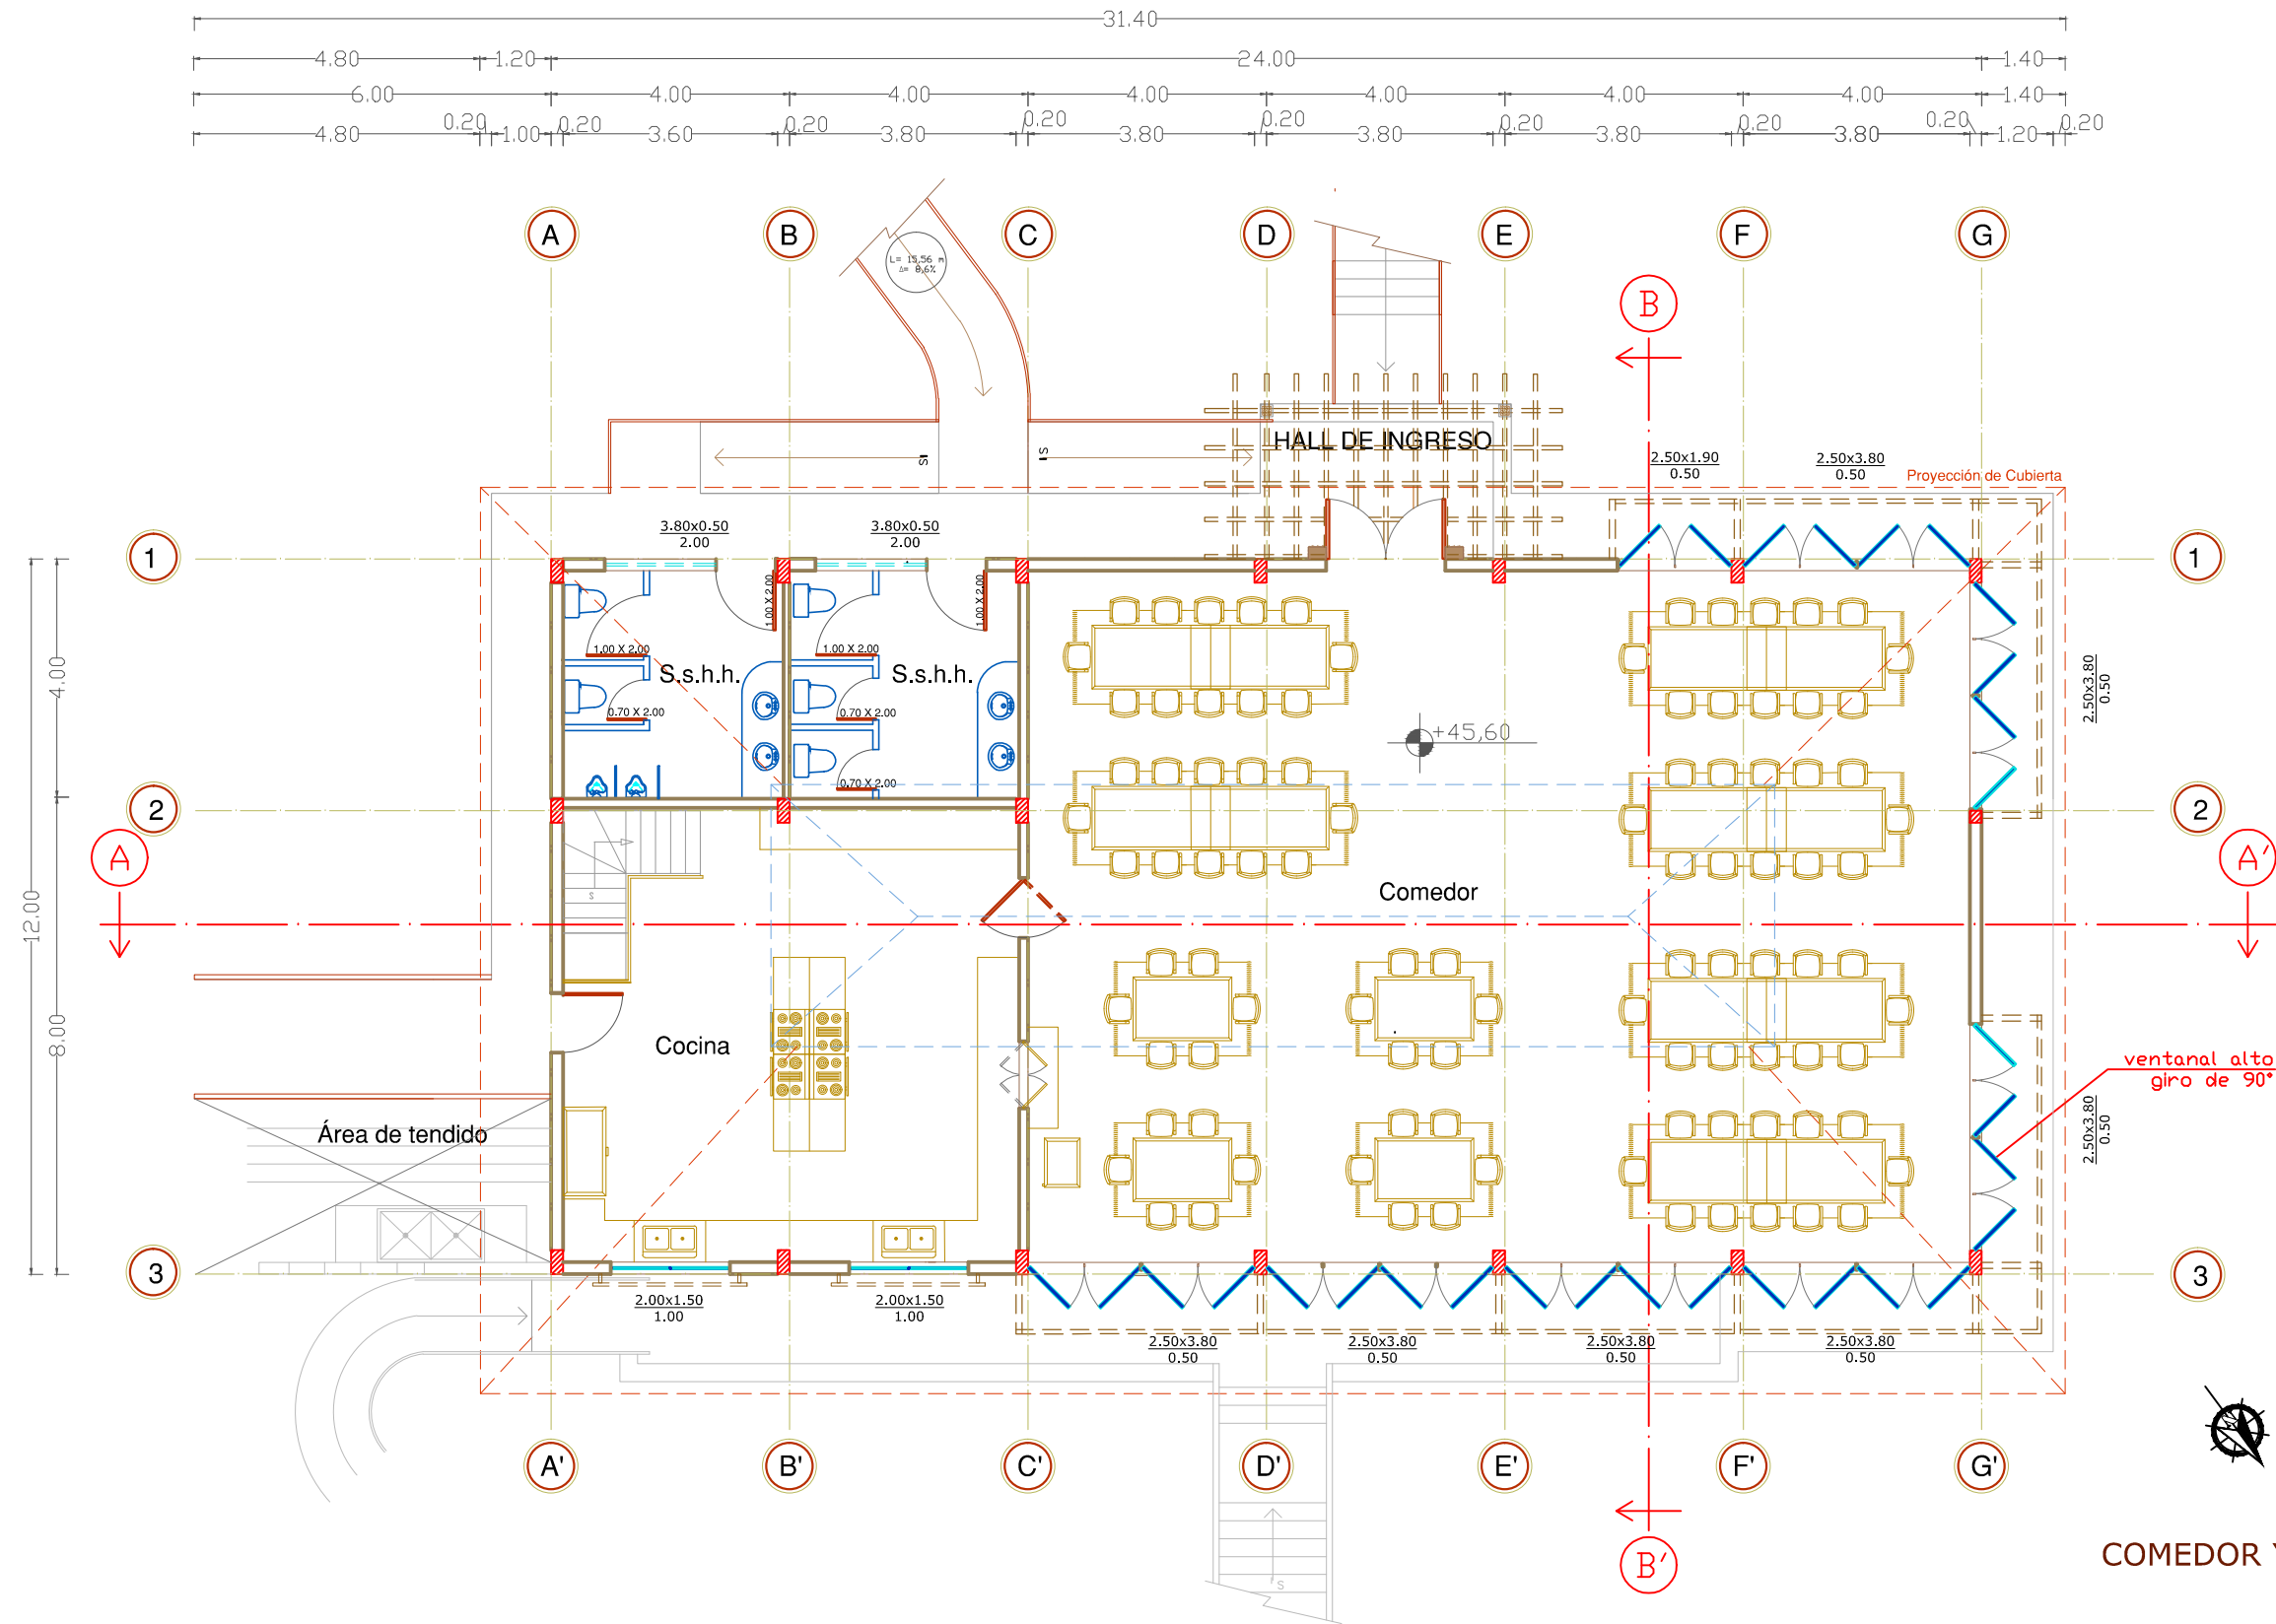 31.40
4.80 1.20 24.00 1.40
6.00 4.00 4.00 4.00 4.00 4.00 4.00 1.40
4.80 0.20 1.00 0.20 3.60 0.20 3.80 0.20 3.80 0.20 3.80 0.20 3.80 0.20 3.80 0.20 1.20 0.20
A B C D E F G
L= 15,56 m
Δ= 8,6%
B
HALL DE INGRESO
S S
2.50x1.90
0.50
2.50x3.80
0.50
Proyección de Cubierta
3.80x0.50
2.00
3.80x0.50
2.00
1 1
1.00 X 2.00
1.00 X 2.00
1.00 X 2.00
1.00 X 2.00
S.s.h.h. S.s.h.h.
0.70 X 2.00
0.70 X 2.00
0.70 X 2.00
4.00
2.50x3.80
0.50
+45,60
2 2
A A'
S
12.00
8.00
Comedor
Cocina
ventanal alto
giro de 90°
Área de tendido
2.50x3.80
0.50
3 3
2.00x1.50
1.00
2.00x1.50
1.00
2.50x3.80
0.50
2.50x3.80
0.50
2.50x3.80
0.50
2.50x3.80
0.50
A' B' C' D' E' F' G'
S
B'
COMEDOR Y